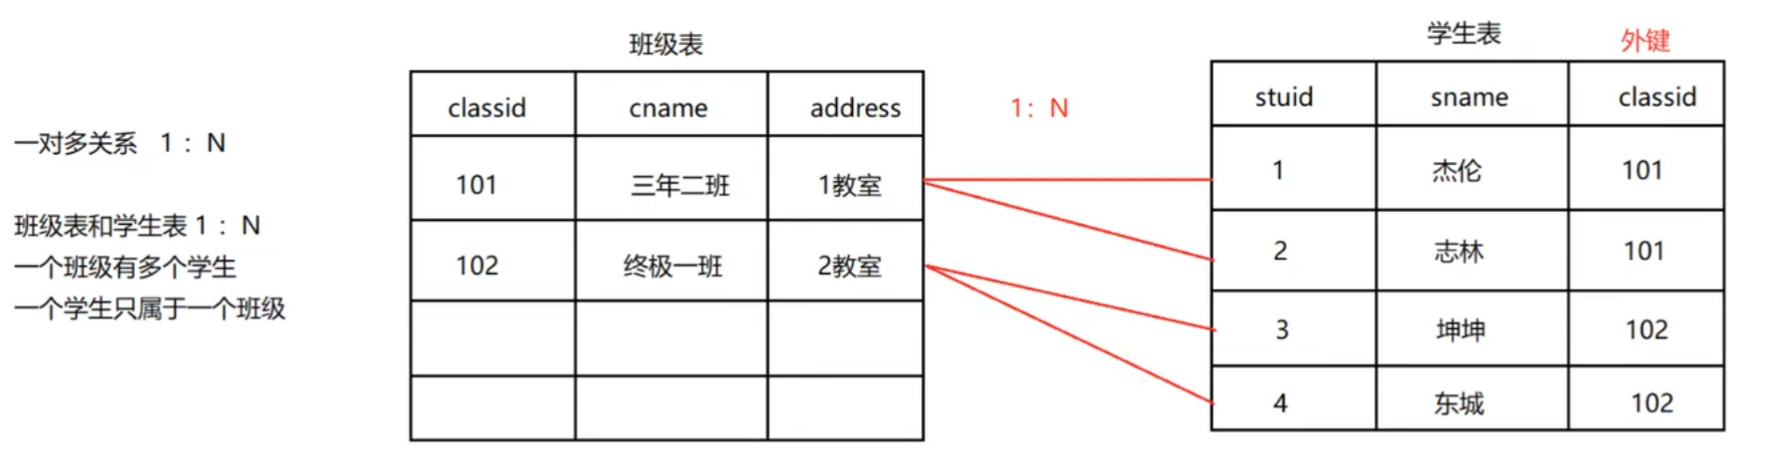 一对多关系 1：N
班级表和学生表 1：N
一个班级有多个学生
一个学生只属于一个班级
班级表
classid cname address
101 三年二班 1教室
102 终极一班 2教室
1：N
学生表 外键
stuid sname classid
1 杰伦 101
2 志林 101
3 坤坤 102
4 东城 102